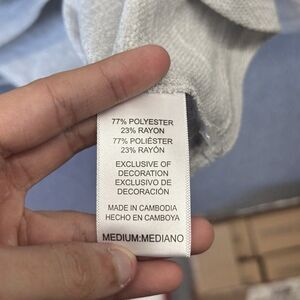 77% POLYESTER
23% RAYON
77% POLIÉSTER
23% RAYÓN
EXCLUSIVE OF
DECORATION
EXCLUSIVO DE
DECORACIÓN
MADE IN CAMBODIA
HECHO EN CAMBOYA
MEDIUM:MEDIANO